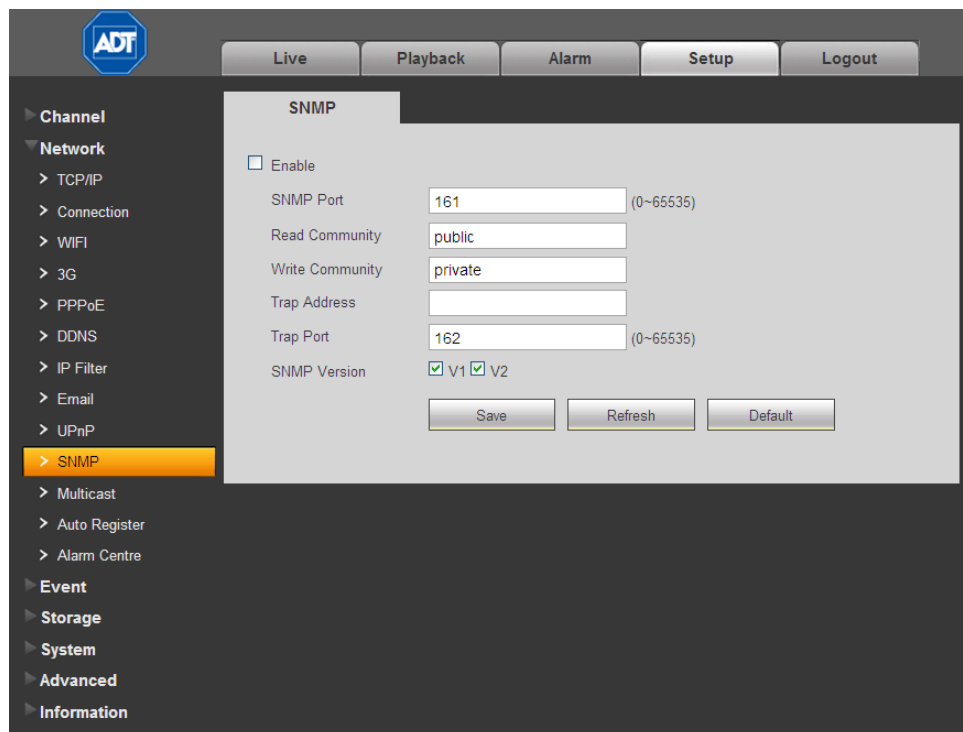 ADT
Live Playback Alarm Setup Logout
Channel
Network
TCP/IP
Connection
WIFI
3G
PPPoE
DDNS
IP Filter
Email
UPnP
SNMP
Multicast
Auto Register
Alarm Centre
Event
Storage
System
Advanced
Information
SNMP
Enable
SNMP Port 161 (0~65535)
Read Community public
Write Community private
Trap Address
Trap Port 162 (0~65535)
SNMP Version V1 V2
Save Refresh Default